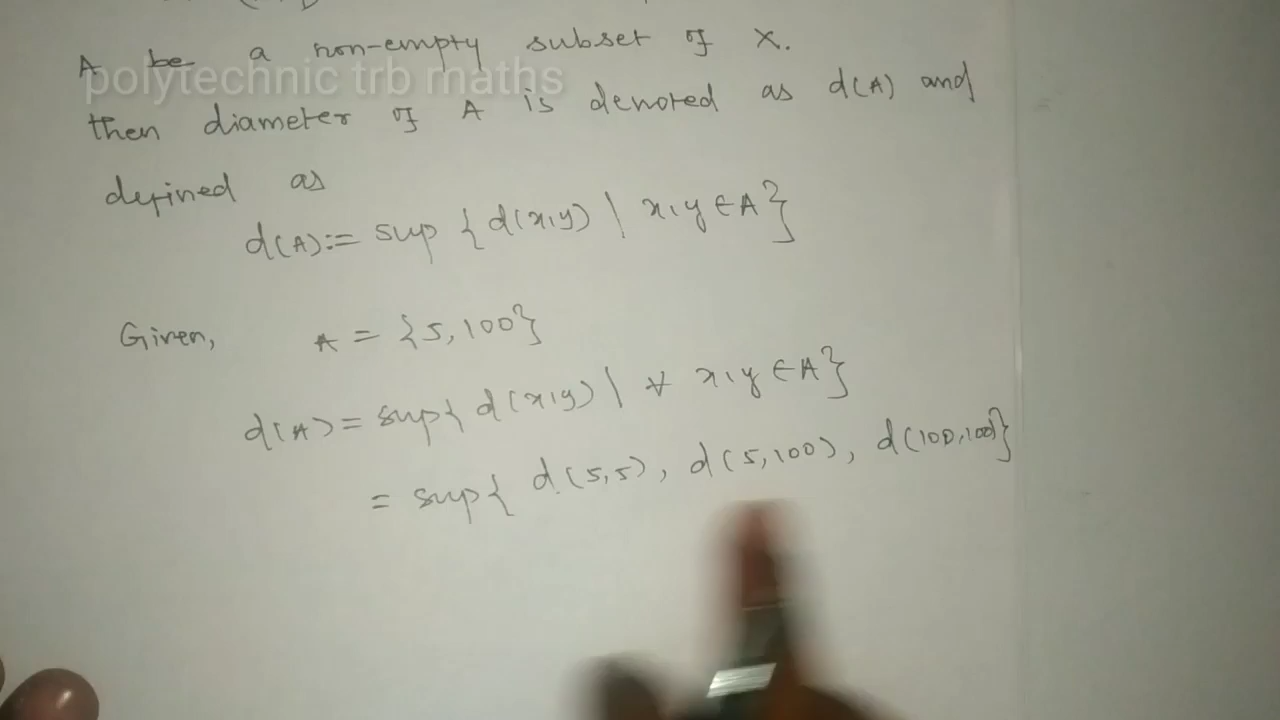 A be a non-empty subset of X.
polytechnic trb maths
then diameter of A is denoted as d(A) and
defined as
d(A):= sup { d(x,y) | x,y ∈ A }
Given, A = {5, 100}
d(A) = sup { d(x,y) | ∀ x,y ∈ A }
= sup { d(5,5), d(5,100), d(100,100) }